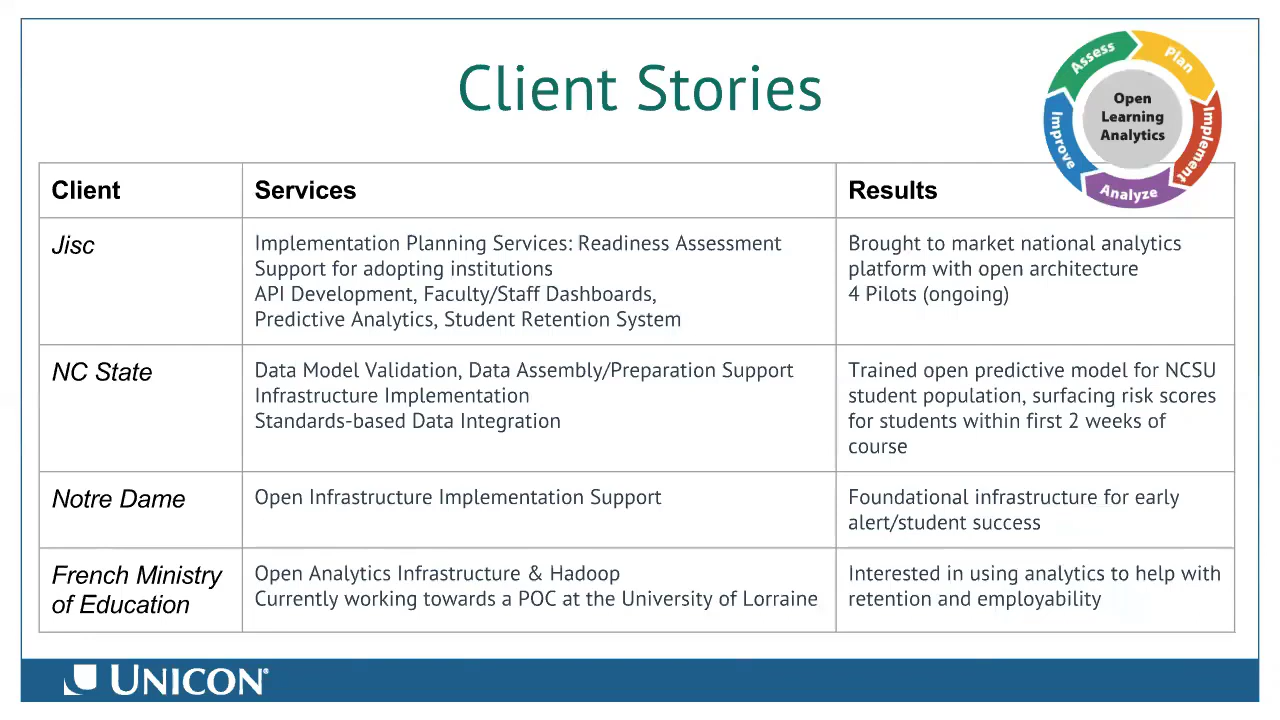 Client Stories
Assess
Plan
Implement
Analyze
Improve
Open
Learning
Analytics
Client
Services
Results
Jisc
Implementation Planning Services: Readiness Assessment
Support for adopting institutions
API Development, Faculty/Staff Dashboards,
Predictive Analytics, Student Retention System
Brought to market national analytics
platform with open architecture
4 Pilots (ongoing)
NC State
Data Model Validation, Data Assembly/Preparation Support
Infrastructure Implementation
Standards-based Data Integration
Trained open predictive model for NCSU
student population, surfacing risk scores
for students within first 2 weeks of
course
Notre Dame
Open Infrastructure Implementation Support
Foundational infrastructure for early
alert/student success
French Ministry
of Education
Open Analytics Infrastructure & Hadoop
Currently working towards a POC at the University of Lorraine
Interested in using analytics to help with
retention and employability
UNICON®